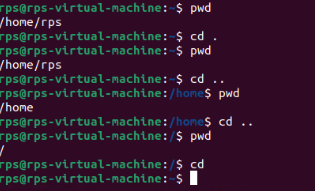 rps@rps-virtual-machine:~$ pwd
/home/rps
rps@rps-virtual-machine:~$ cd .
rps@rps-virtual-machine:~$ pwd
/home/rps
rps@rps-virtual-machine:~$ cd ..
rps@rps-virtual-machine:/home$ pwd
/home
rps@rps-virtual-machine:/home$ cd ..
rps@rps-virtual-machine:/$ pwd
/
rps@rps-virtual-machine:/$ cd
rps@rps-virtual-machine:~$